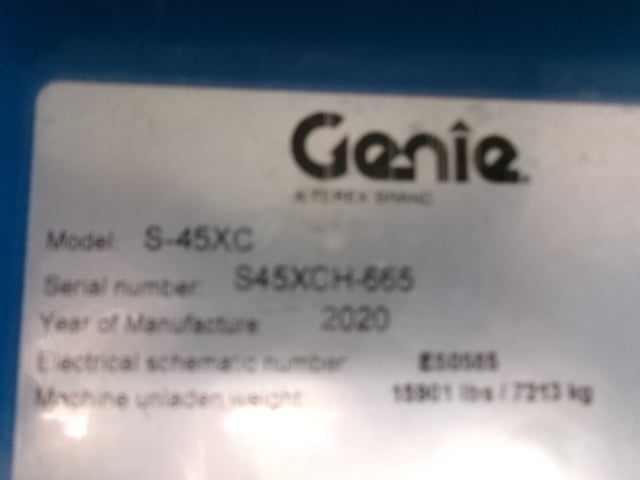 Genie
A TEREX BRAND
Model: S-45XC
Serial number: S45XCH-665
Year of Manufacture 2020
Electrical schematic number
Machine unladen weight: 15901 lbs / 7213 kg